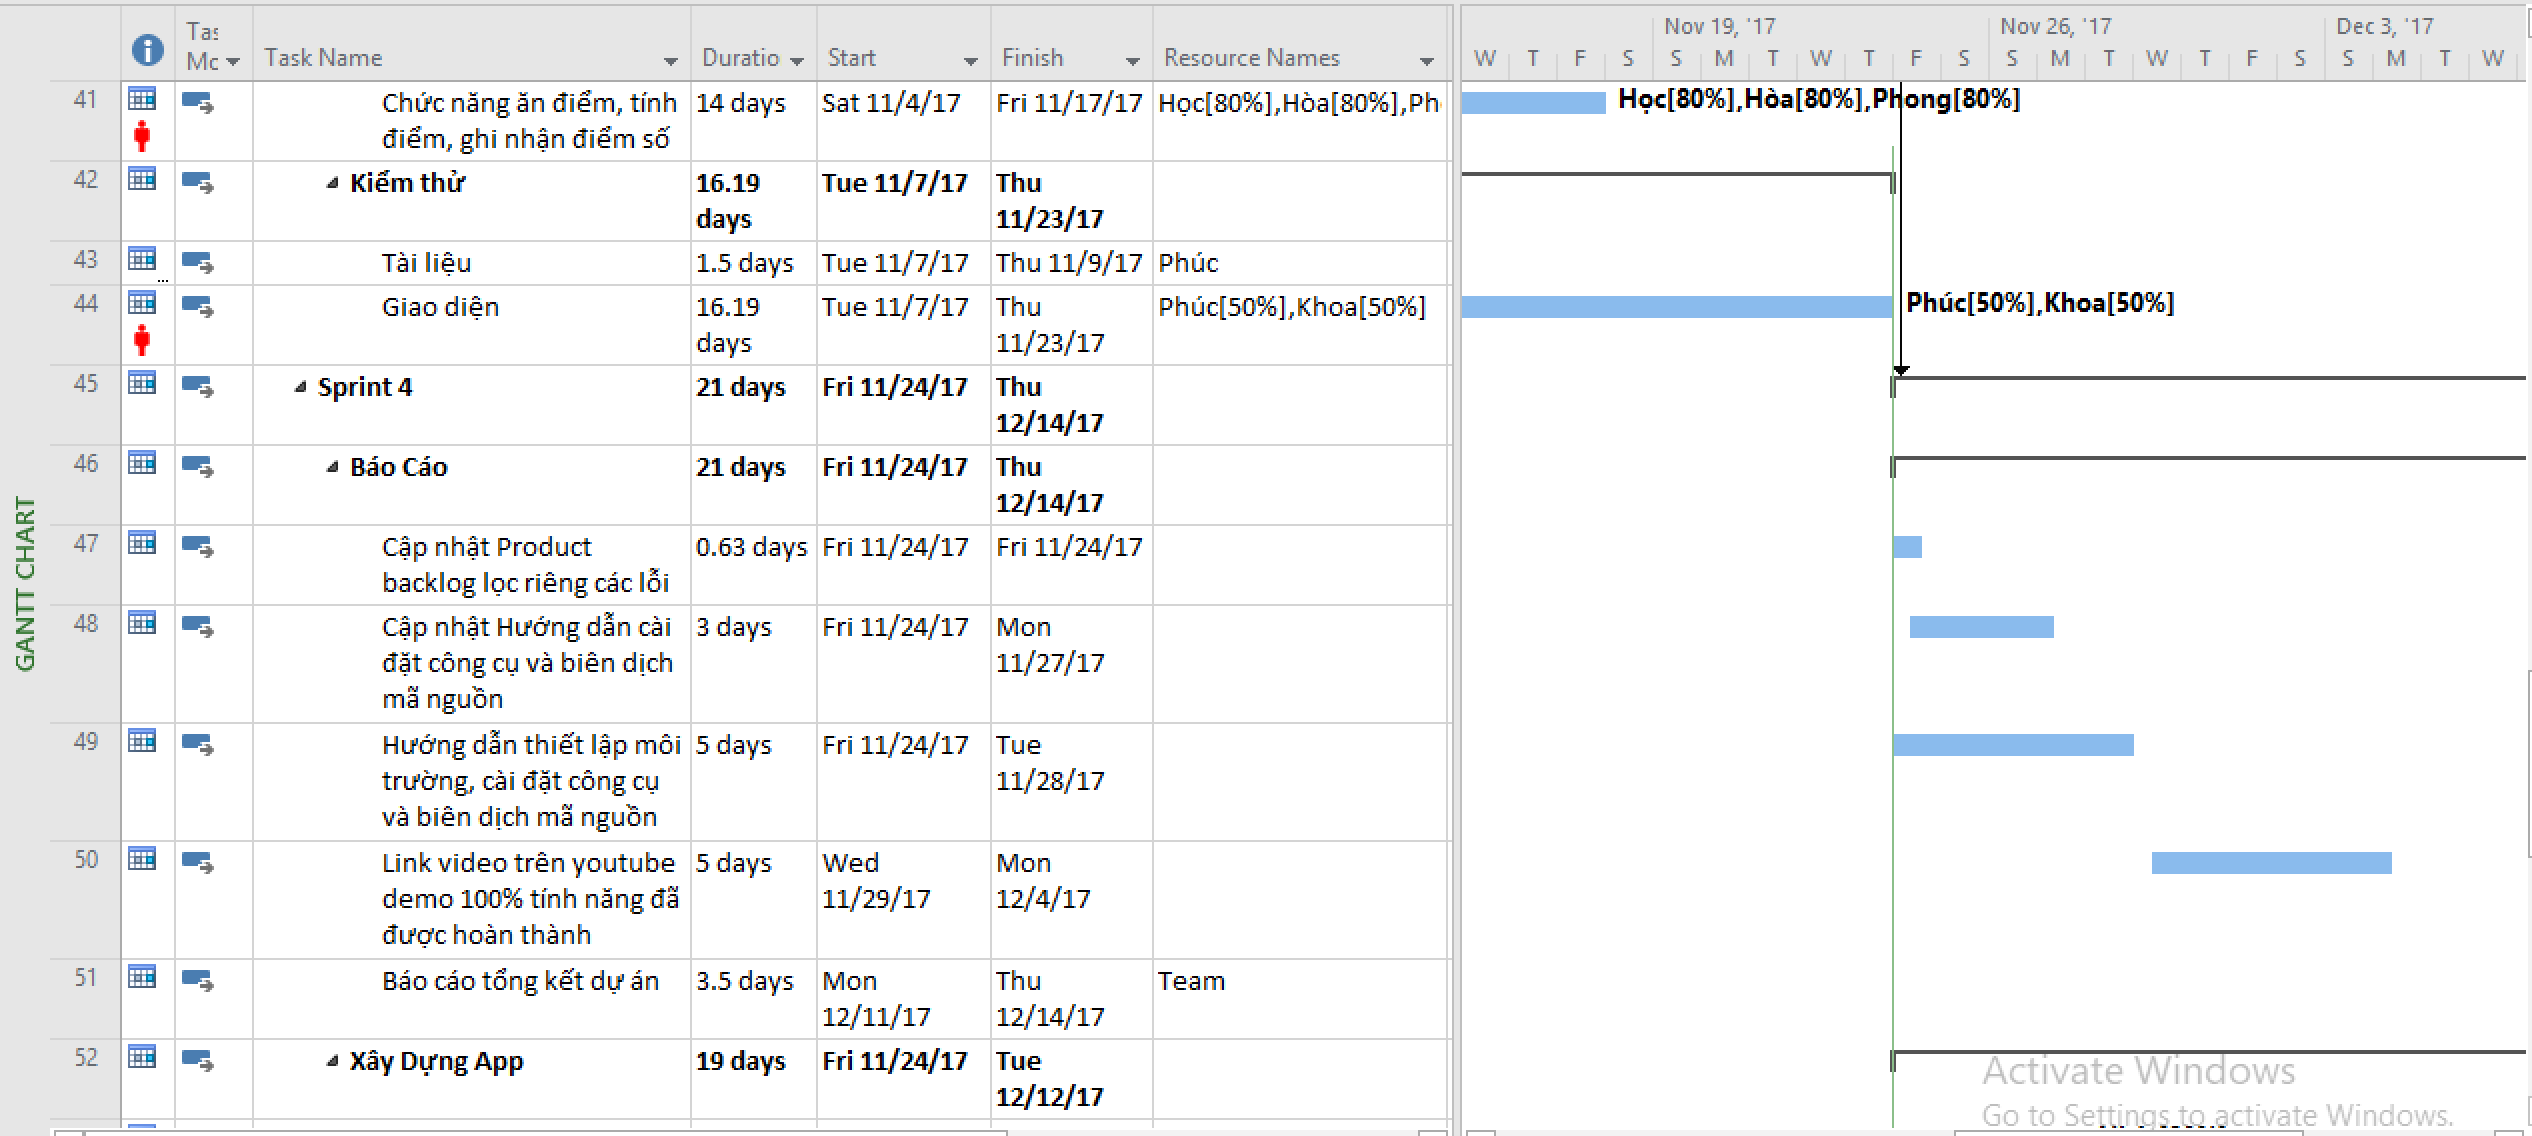 Tas
Mc
Task Name
Duratio
Start
Finish
Resource Names
Nov 19, '17
Nov 26, '17
Dec 3, '17
W T F S S M T W T F S S M T W T F S S M T W
GANTT CHART
41
Chức năng ăn điểm, tính
điểm, ghi nhận điểm số
14 days
Sat 11/4/17
Fri 11/17/17
Học[80%],Hòa[80%],Ph
Học[80%],Hòa[80%],Phong[80%]
42
Kiểm thử
16.19
days
Tue 11/7/17
Thu
11/23/17
43
Tài liệu
1.5 days
Tue 11/7/17
Thu 11/9/17
Phúc
44
Giao diện
16.19
days
Tue 11/7/17
Thu
11/23/17
Phúc[50%],Khoa[50%]
Phúc[50%],Khoa[50%]
45
Sprint 4
21 days
Fri 11/24/17
Thu
12/14/17
46
Báo Cáo
21 days
Fri 11/24/17
Thu
12/14/17
47
Cập nhật Product
backlog lọc riêng các lỗi
0.63 days
Fri 11/24/17
Fri 11/24/17
48
Cập nhật Hướng dẫn cài
đặt công cụ và biên dịch
mã nguồn
3 days
Fri 11/24/17
Mon
11/27/17
49
Hướng dẫn thiết lập môi
trường, cài đặt công cụ
và biên dịch mã nguồn
5 days
Fri 11/24/17
Tue
11/28/17
50
Link video trên youtube
demo 100% tính năng đã
được hoàn thành
5 days
Wed
11/29/17
Mon
12/4/17
51
Báo cáo tổng kết dự án
3.5 days
Mon
12/11/17
Thu
12/14/17
Team
52
Xây Dựng App
19 days
Fri 11/24/17
Tue
12/12/17
Activate Windows
Go to Settings to activate Windows.